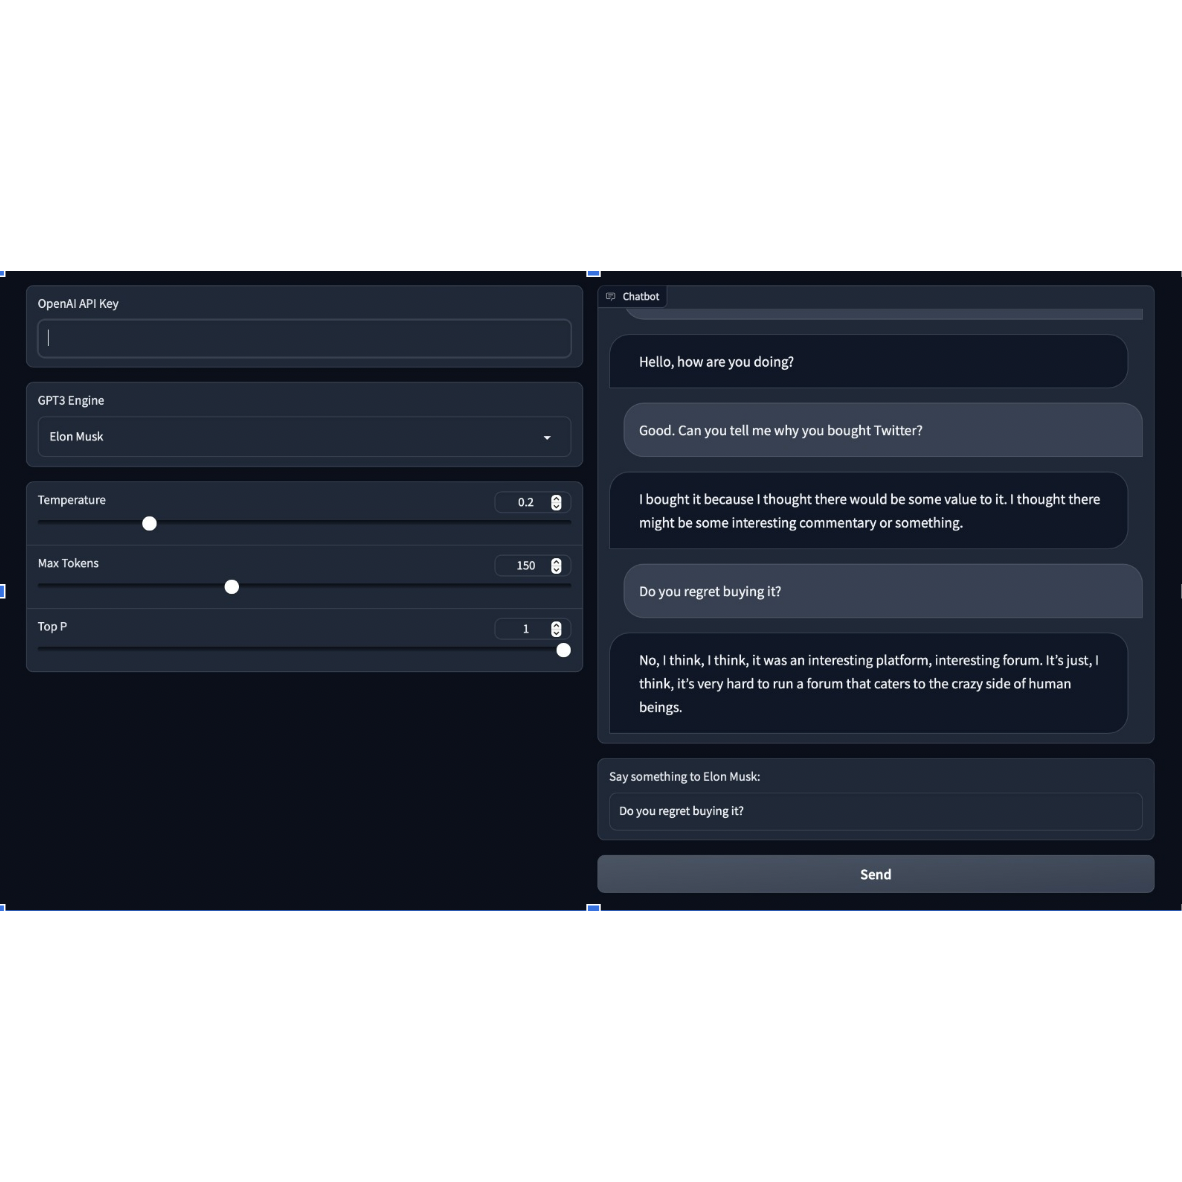 OpenAI API Key
GPT3 Engine
Elon Musk
Temperature
0.2
Max Tokens
150
Top P
1
Chatbot
Hello, how are you doing?
Good. Can you tell me why you bought Twitter?
I bought it because I thought there would be some value to it. I thought there
might be some interesting commentary or something.
Do you regret buying it?
No, I think, I think, it was an interesting platform, interesting forum. It’s just, I
think, it’s very hard to run a forum that caters to the crazy side of human
beings.
Say something to Elon Musk:
Do you regret buying it?
Send